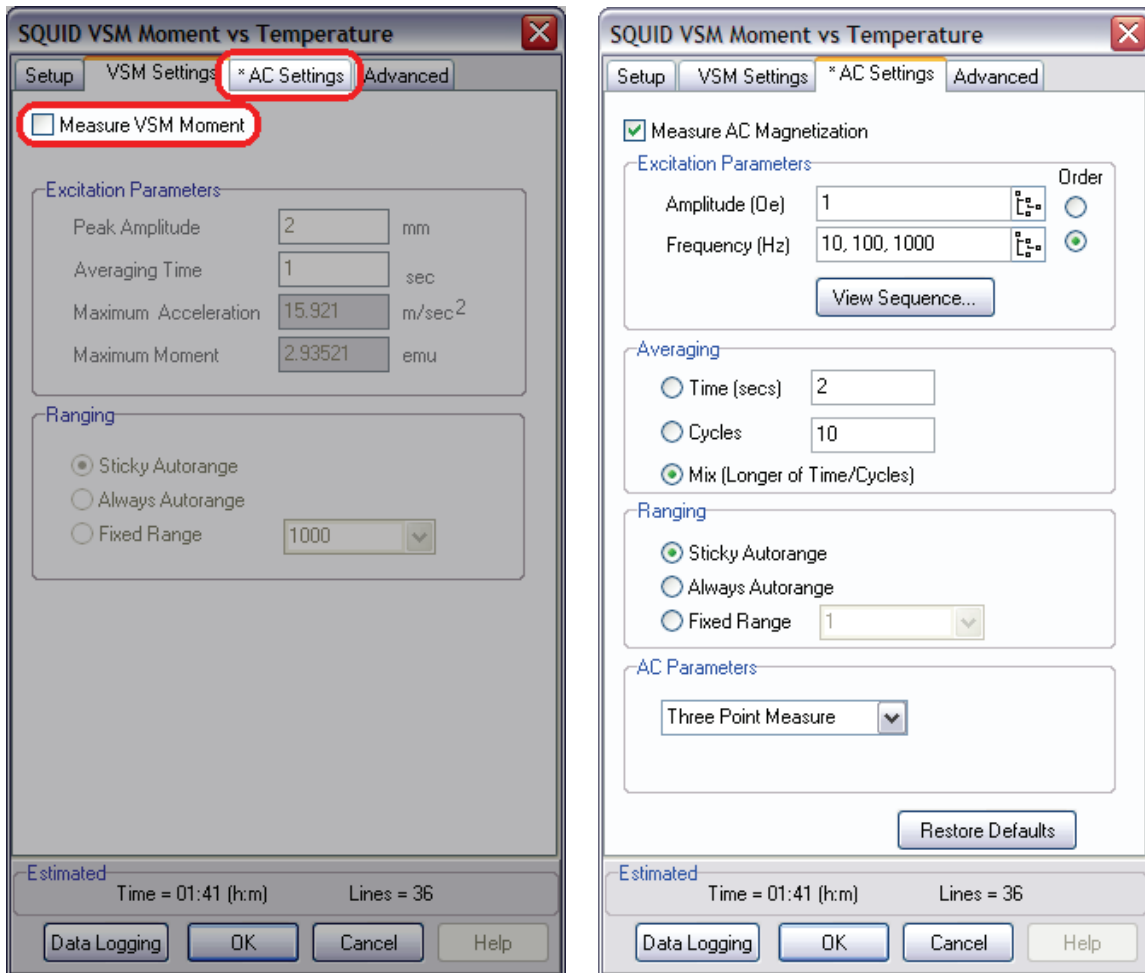 SQUID VSM Moment vs Temperature
Setup VSM Settings * AC Settings Advanced
Measure VSM Moment
Excitation Parameters
Peak Amplitude 2 mm
Averaging Time 1 sec
Maximum Acceleration 15.921 m/sec2
Maximum Moment 2.93521 emu
Ranging
Sticky Autorange
Always Autorange
Fixed Range 1000
Estimated
Time = 01:41 (h:m) Lines = 36
Data Logging OK Cancel Help
SQUID VSM Moment vs Temperature
Setup VSM Settings * AC Settings Advanced
Measure AC Magnetization
Excitation Parameters
Order
Amplitude (Oe) 1
Frequency (Hz) 10, 100, 1000
View Sequence...
Averaging
Time (secs) 2
Cycles 10
Mix (Longer of Time/Cycles)
Ranging
Sticky Autorange
Always Autorange
Fixed Range 1
AC Parameters
Three Point Measure
Restore Defaults
Estimated
Time = 01:41 (h:m) Lines = 36
Data Logging OK Cancel Help